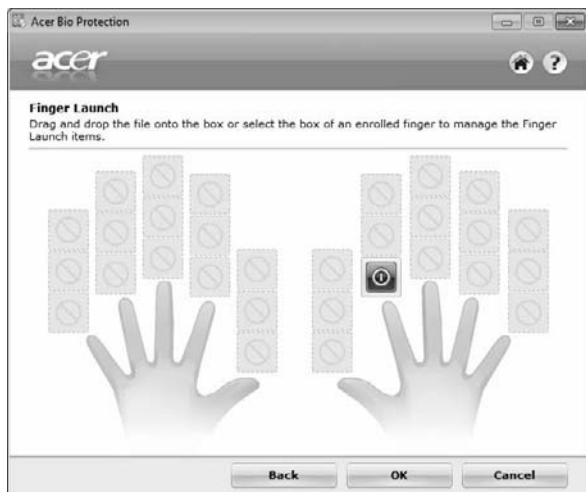 Acer Bio Protection
acer
?
Finger Launch
Drag and drop the file onto the box or select the box of an enrolled finger to manage the Finger
Launch items.
Back
OK
Cancel